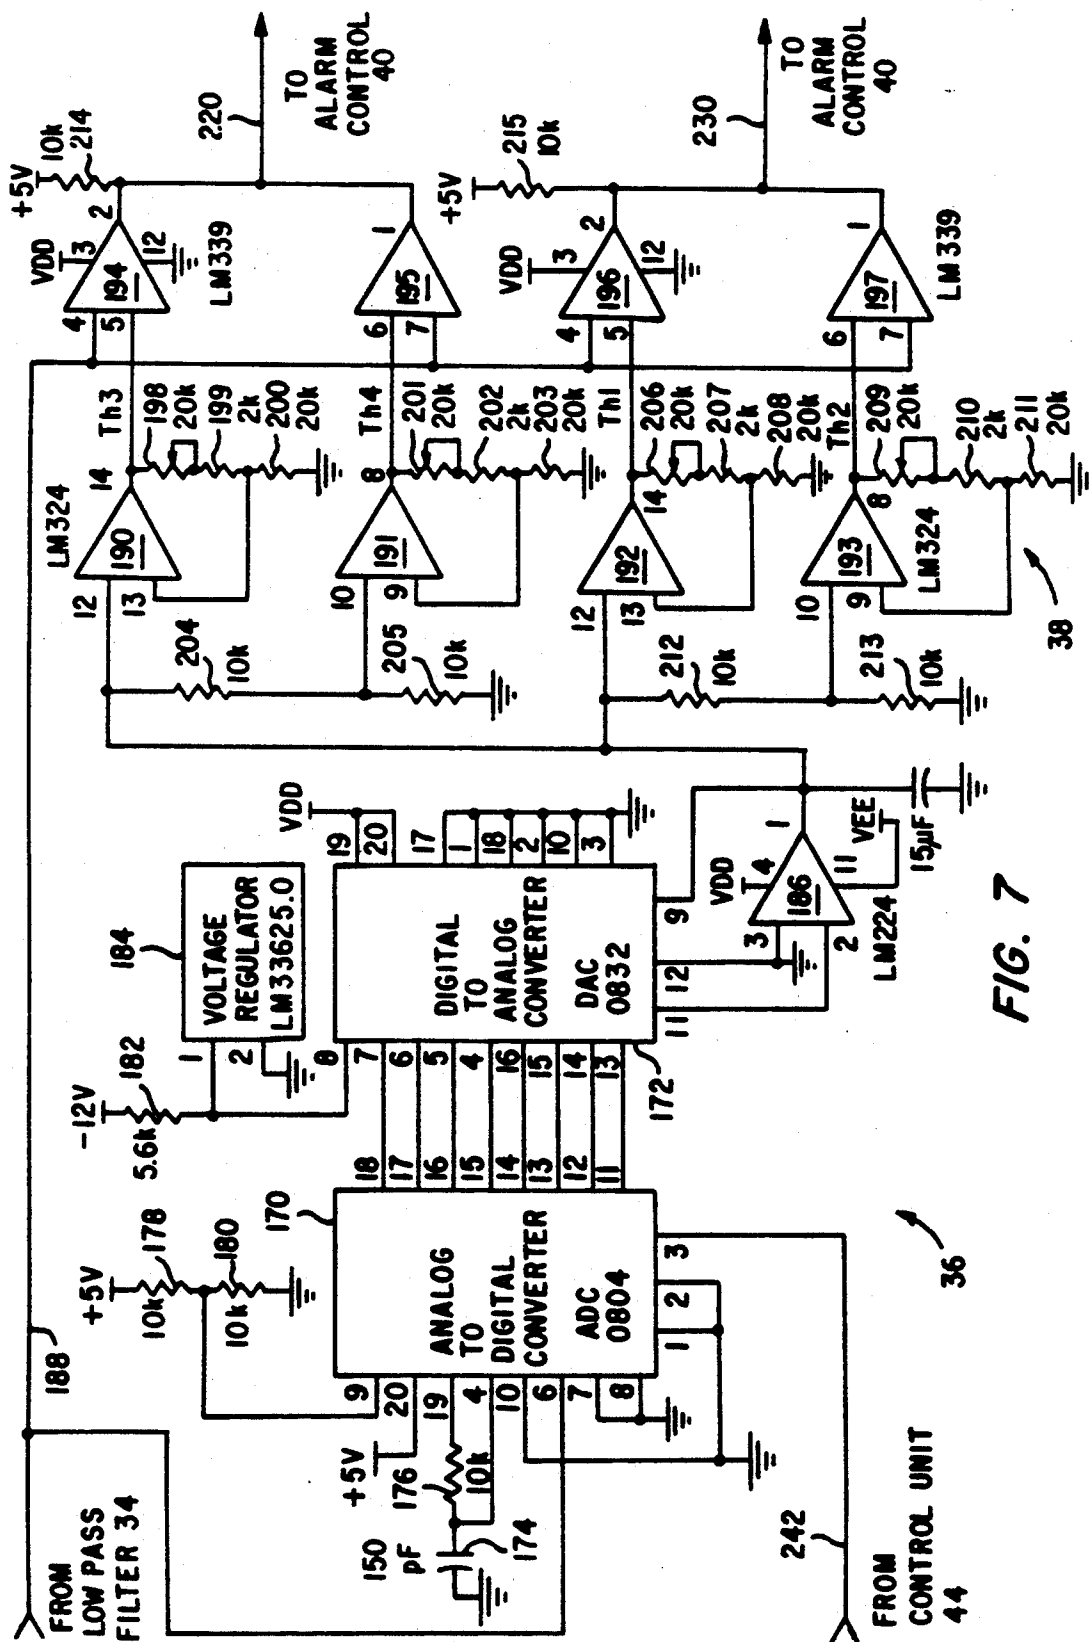 FROM
LOW PASS
FILTER 34
188
+5V
178
10k
180
10k
-12V
182
5.6k
184
VOLTAGE
REGULATOR
LM33625.0
1
2
170
ANALOG
TO
DIGITAL
CONVERTER
ADC
0804
9
20
19
4
10
6
7
8
+5V
176
10k
150
pF
174
1
2
3
18
17
16
15
14
13
12
11
8
7
6
5
4
16
15
14
13
DIGITAL
TO
ANALOG
CONVERTER
DAC
0832
172
VDD
19
20
17
1
18
2
10
3
11
12
9
3
2
186
VDD
4
1
11
VEE
LM224
15µF
204
10k
205
10k
212
10k
213
10k
LM324
12
13
190
14
Th3
198
20k
199
2k
200
20k
10
9
191
8
Th4
201
20k
202
2k
203
20k
12
13
192
14
Th1
206
20k
207
2k
208
20k
10
9
193
8
LM324
Th2
209
20k
210
2k
211
20k
4
5
194
VDD
3
12
2
LM339
+5V
10k
214
6
7
195
1
220
TO
ALARM
CONTROL
40
4
5
196
VDD
3
12
2
+5V
215
10k
6
7
197
1
LM339
230
TO
ALARM
CONTROL
40
FROM
CONTROL UNIT
44
242
36
38
FIG. 7